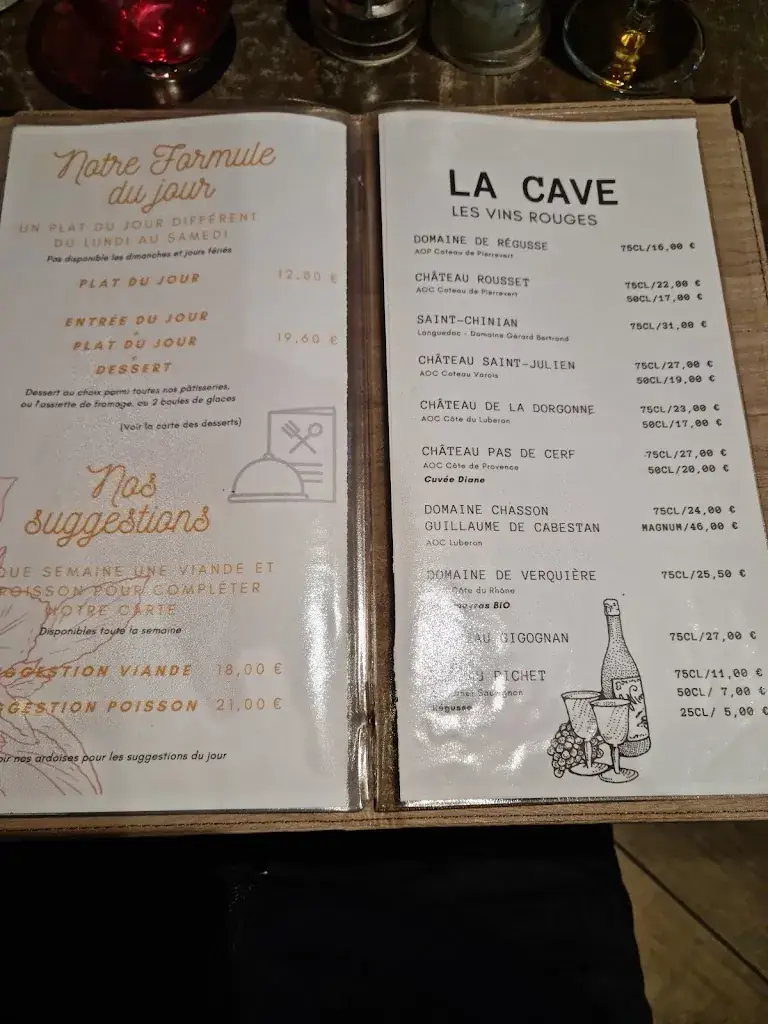 Notre Formule
du jour
UN PLAT DU JOUR DIFFÉRENT
DU LUNDI AU SAMEDI
Pas disponible les dimanches et jours fériés
PLAT DU JOUR 12,80 €
ENTRÉE DU JOUR
+
PLAT DU JOUR 19,60 €
+
DESSERT
Dessert au choix parmi toutes nos pâtisseries,
ou l'assiette de fromage, ou 2 boules de glaces
(Voir la carte des desserts)
Nos
suggestions
QUE SEMAINE UNE VIANDE ET
POISSON POUR COMPLÉTER
NOTRE CARTE
Disponibles toute la semaine
GGESTION VIANDE 18,00 €
GGESTION POISSON 21,00 €
oir nos ardoises pour les suggestions du jour
LA CAVE
LES VINS ROUGES
DOMAINE DE RÉGUSSE 75CL/16,00 €
AOP Coteau de Pierrevert
CHÂTEAU ROUSSET 75CL/22,00 €
AOC Coteau de Pierrevert 50CL/17,00 €
SAINT-CHINIAN 75CL/31,00 €
Languedoc - Domaine Gérard Bertrand
CHÂTEAU SAINT-JULIEN 75CL/27,00 €
AOC Coteau Varois 50CL/19,00 €
CHÂTEAU DE LA DORGONNE 75CL/23,00 €
AOC Côte du Luberon 50CL/17,00 €
CHÂTEAU PAS DE CERF 75CL/27,00 €
AOC Côte de Provence 50CL/20,00 €
Cuvée Diane
DOMAINE CHASSON 75CL/24,00 €
GUILLAUME DE CABESTAN MAGNUM/46,00 €
AOC Luberon
DOMAINE DE VERQUIÈRE 75CL/25,50 €
Côte du Rhône
BIO
EAU GIGOGNAN 75CL/27,00 €
PICHET 75CL/11,00 €
Sauvignon 50CL/ 7,00 €
Régusse 25CL/ 5,00 €